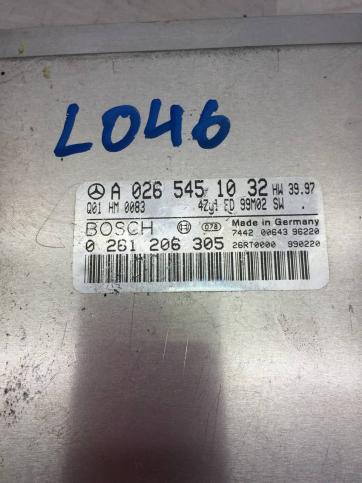 L046
A 026 545 10 32 HW 39.97
Q01 HM 0083 4Zyl FD 99M02 SW .
BOSCH 078 Made in Germany
7442 00643 96220
0 261 206 305 26RT0000 990220